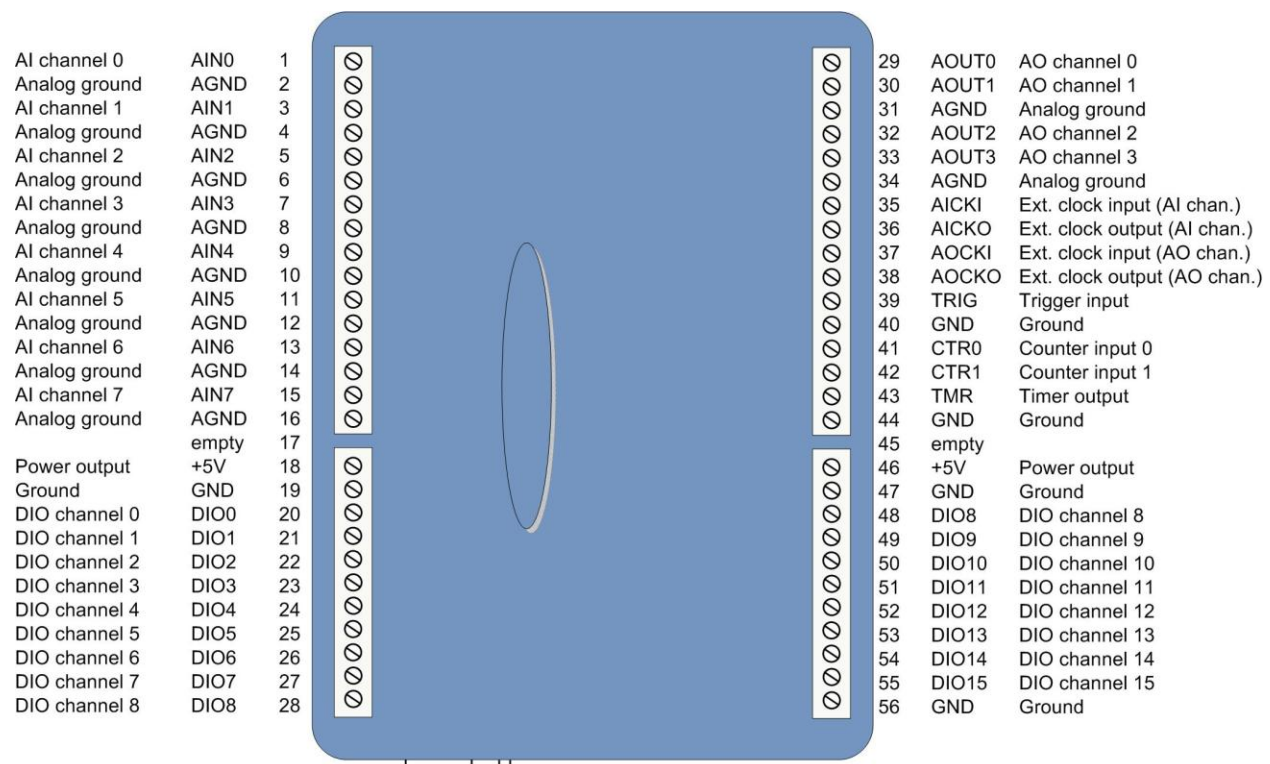 AI channel 0 AIN0 1
Analog ground AGND 2
AI channel 1 AIN1 3
Analog ground AGND 4
AI channel 2 AIN2 5
Analog ground AGND 6
AI channel 3 AIN3 7
Analog ground AGND 8
AI channel 4 AIN4 9
Analog ground AGND 10
AI channel 5 AIN5 11
Analog ground AGND 12
AI channel 6 AIN6 13
Analog ground AGND 14
AI channel 7 AIN7 15
Analog ground AGND 16
empty 17
Power output +5V 18
Ground GND 19
DIO channel 0 DIO0 20
DIO channel 1 DIO1 21
DIO channel 2 DIO2 22
DIO channel 3 DIO3 23
DIO channel 4 DIO4 24
DIO channel 5 DIO5 25
DIO channel 6 DIO6 26
DIO channel 7 DIO7 27
DIO channel 8 DIO8 28
29 AOUT0 AO channel 0
30 AOUT1 AO channel 1
31 AGND Analog ground
32 AOUT2 AO channel 2
33 AOUT3 AO channel 3
34 AGND Analog ground
35 AICKI Ext. clock input (AI chan.)
36 AICKO Ext. clock output (AI chan.)
37 AOCKI Ext. clock input (AO chan.)
38 AOCKO Ext. clock output (AO chan.)
39 TRIG Trigger input
40 GND Ground
41 CTR0 Counter input 0
42 CTR1 Counter input 1
43 TMR Timer output
44 GND Ground
45 empty
46 +5V Power output
47 GND Ground
48 DIO8 DIO channel 8
49 DIO9 DIO channel 9
50 DIO10 DIO channel 10
51 DIO11 DIO channel 11
52 DIO12 DIO channel 12
53 DIO13 DIO channel 13
54 DIO14 DIO channel 14
55 DIO15 DIO channel 15
56 GND Ground